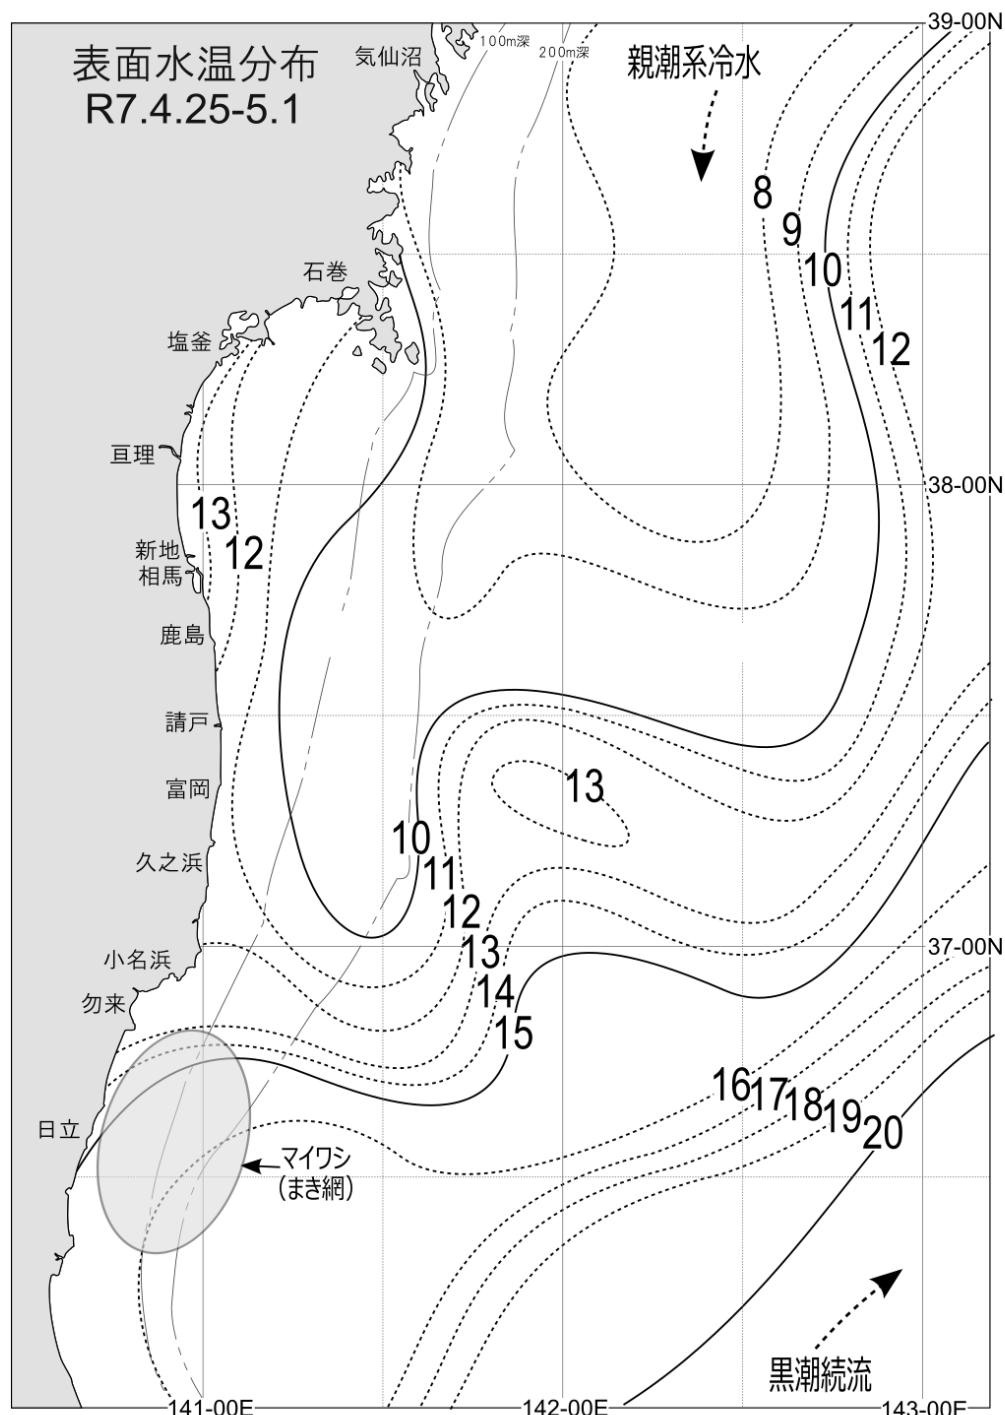 表面水温分布
R7.4.25-5.1
気仙沼
100m深
200m深
親潮系冷水
39-00N
8
9
10
11
12
石巻
塩釜
亘理
38-00N
13
12
新地
相馬
鹿島
請戸
富岡
13
久之浜
10
11
12
13
14
15
37-00N
小名浜
勿来
日立
16
17
18
19
20
マイワシ
(まき網)
黒潮続流
141-00E
142-00E
143-00E